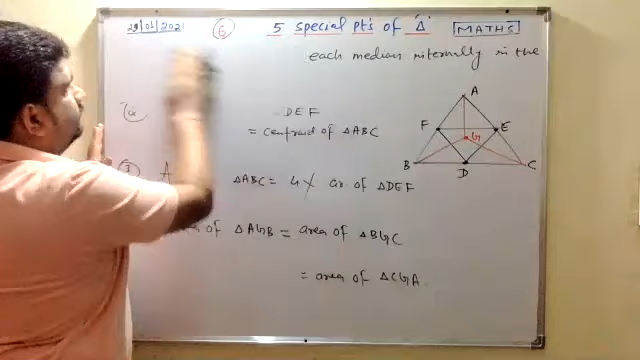 29/01/2021 6 5 special pt's of "Δ" MATHS
each median internally in the
A
DEF
= centroid of ΔABC
F E
G
B D C
3 A
ΔABC = 4 × ar. of ΔDEF
of ΔAGB = area of ΔBGC
= area of ΔCGA.